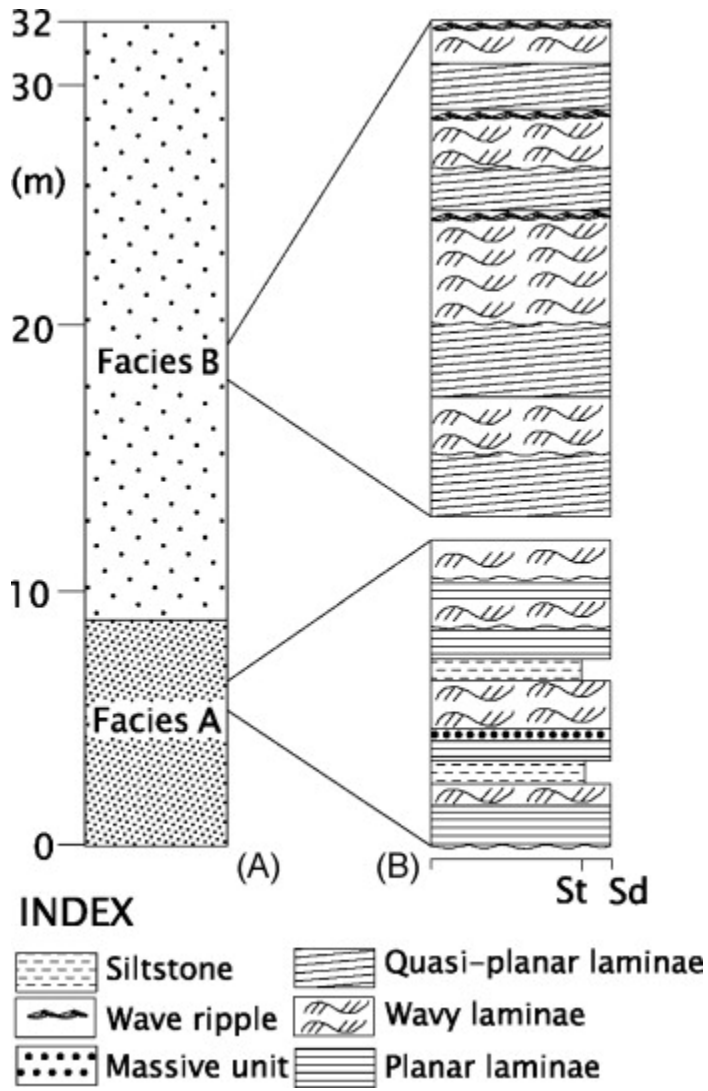 32
30
(m)
20
Facies B
10
Facies A
0
(A)
(B)
St Sd
INDEX
Siltstone
Quasi-planar laminae
Wave ripple
Wavy laminae
Massive unit
Planar laminae